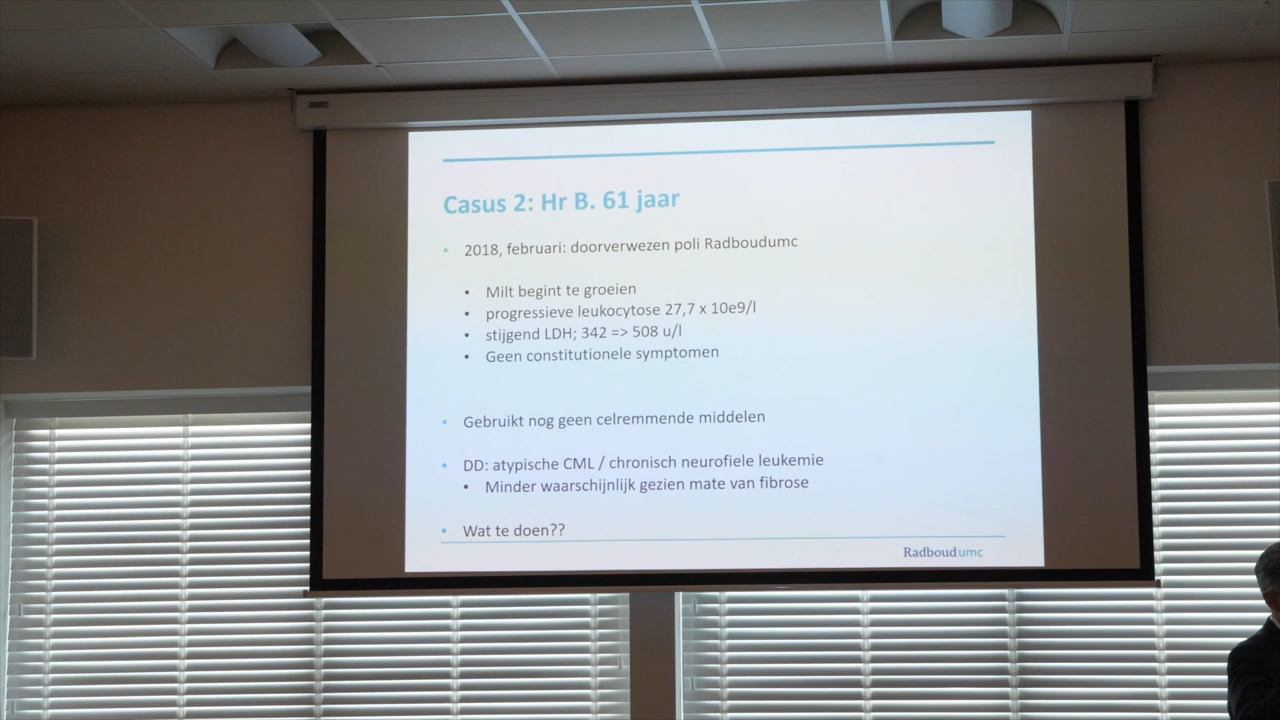 Casus 2: Hr B. 61 jaar
• 2018, februari: doorverwezen poli Radboudumc
• Milt begint te groeien
• progressieve leukocytose 27,7 x 10e9/l
• stijgend LDH; 342 => 508 u/l
• Geen constitutionele symptomen
• Gebruikt nog geen celremmende middelen
• DD: atypische CML / chronisch neurofiele leukemie
• Minder waarschijnlijk gezien mate van fibrose
• Wat te doen??
Radboudumc